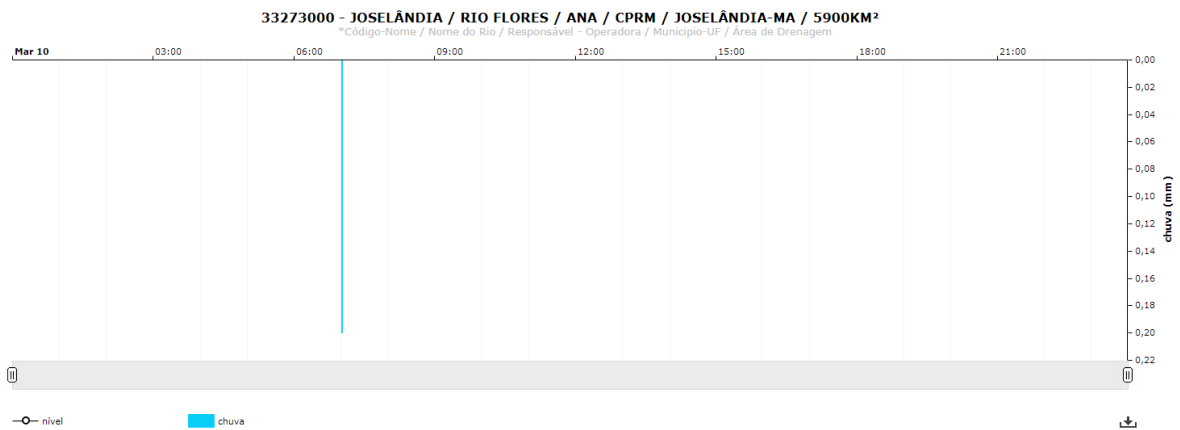 33273000 - JOSELÂNDIA / RIO FLORES / ANA / CPRM / JOSELÂNDIA-MA / 5900KM²
*Código-Nome / Nome do Rio / Responsável - Operadora / Municipio-UF / Área de Drenagem
Mar 10 03:00 06:00 09:00 12:00 15:00 18:00 21:00
0,00
0,02
0,04
0,06
0,08
0,10
0,12
0,14
0,16
0,18
0,20
0,22
chuva (mm)
nível chuva